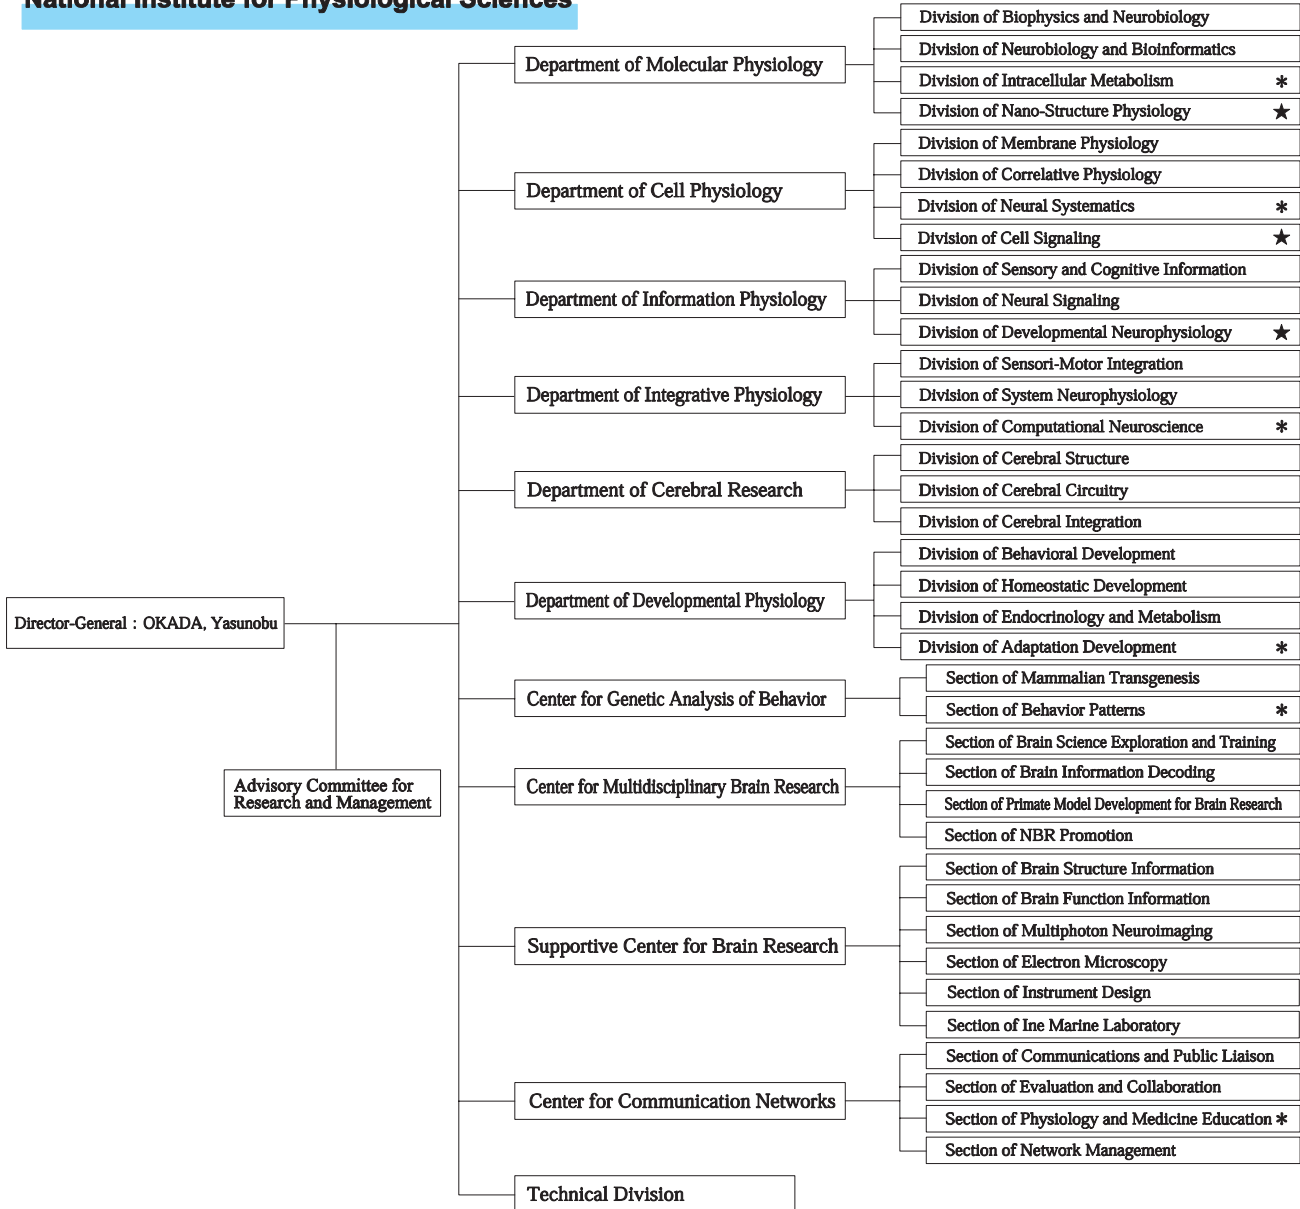 National Institute for Physiological Sciences
Division of Biophysics and Neurobiology
Division of Neurobiology and Bioinformatics
Department of Molecular Physiology
Division of Intracellular Metabolism *
Division of Nano-Structure Physiology ★
Division of Membrane Physiology
Division of Correlative Physiology
Department of Cell Physiology
Division of Neural Systematics *
Division of Cell Signaling ★
Division of Sensory and Cognitive Information
Department of Information Physiology
Division of Neural Signaling
Division of Developmental Neurophysiology ★
Division of Sensori-Motor Integration
Department of Integrative Physiology
Division of System Neurophysiology
Division of Computational Neuroscience *
Division of Cerebral Structure
Department of Cerebral Research
Division of Cerebral Circuitry
Division of Cerebral Integration
Division of Behavioral Development
Division of Homeostatic Development
Department of Developmental Physiology
Division of Endocrinology and Metabolism
Division of Adaptation Development *
Director-General : OKADA, Yasunobu
Section of Mammalian Transgenesis
Center for Genetic Analysis of Behavior
Section of Behavior Patterns *
Section of Brain Science Exploration and Training
Section of Brain Information Decoding
Center for Multidisciplinary Brain Research
Advisory Committee for
Research and Management
Section of Primate Model Development for Brain Research
Section of NBR Promotion
Section of Brain Structure Information
Section of Brain Function Information
Section of Multiphoton Neuroimaging
Supportive Center for Brain Research
Section of Electron Microscopy
Section of Instrument Design
Section of Ine Marine Laboratory
Section of Communications and Public Liaison
Section of Evaluation and Collaboration
Center for Communication Networks
Section of Physiology and Medicine Education *
Section of Network Management
Technical Division